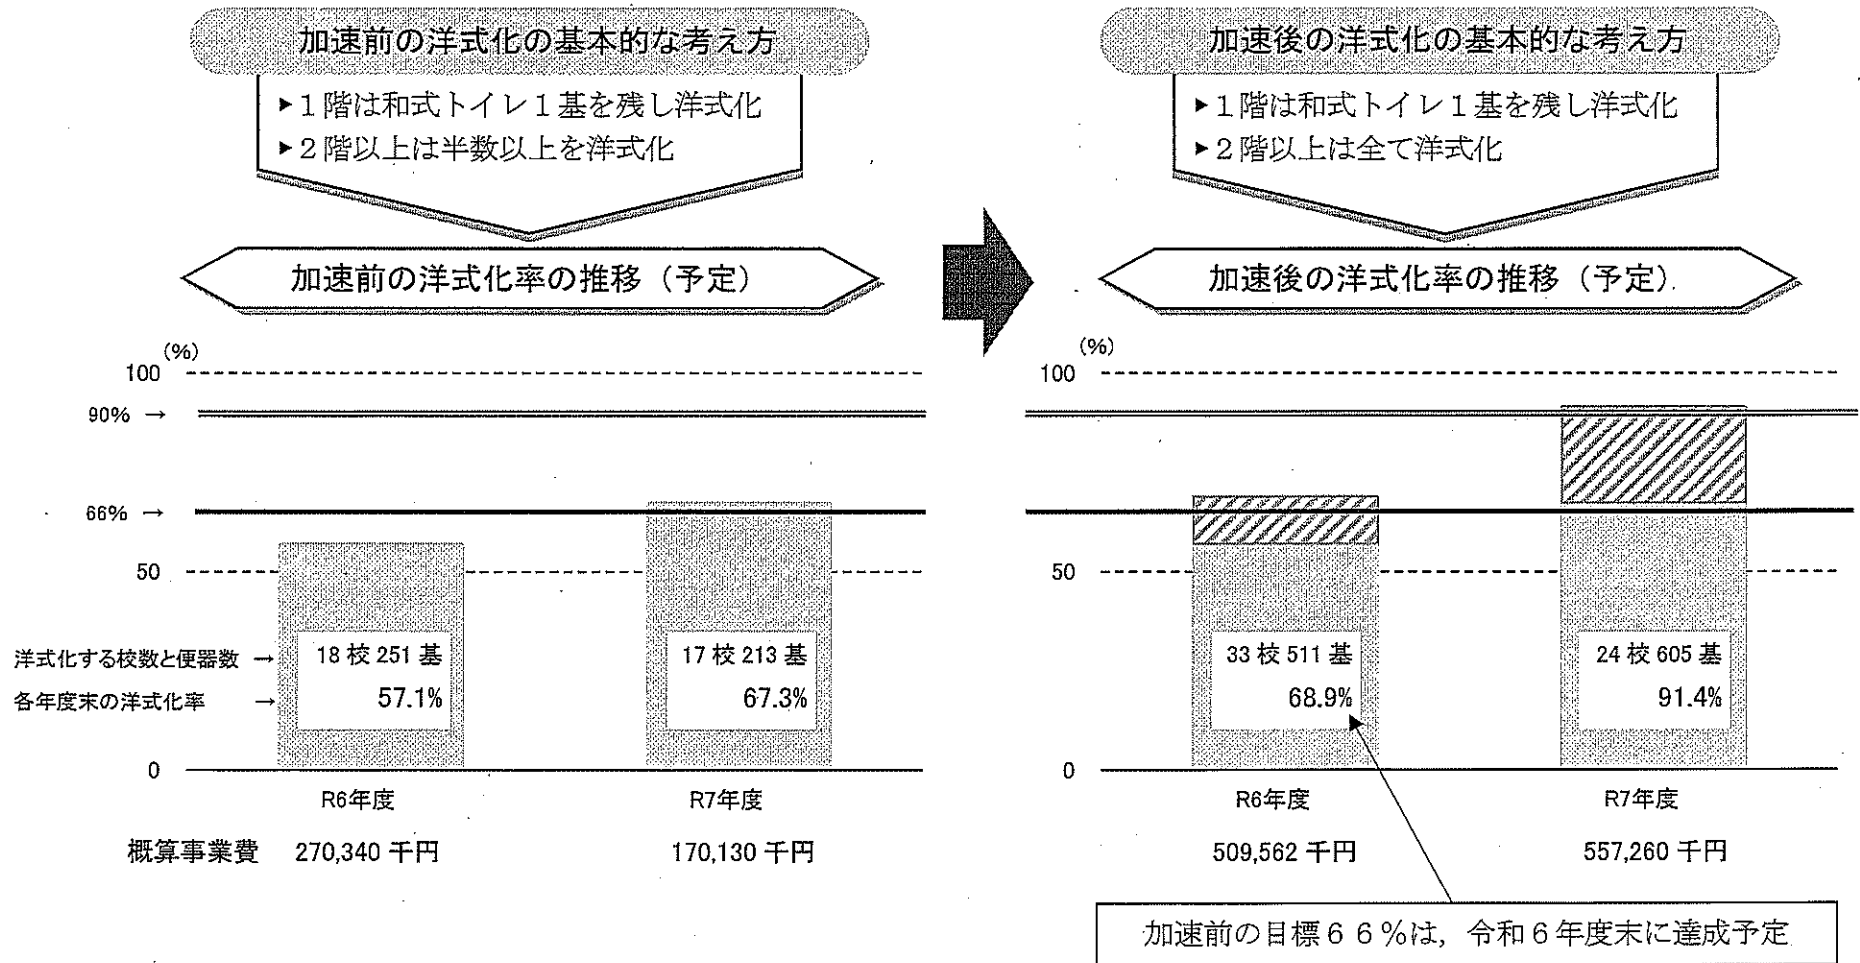 加速前の洋式化の基本的な考え方
▶1階は和式トイレ1基を残し洋式化
▶2階以上は半数以上を洋式化
加速前の洋式化率の推移（予定）
(%)
100
90% →
66% →
50
0
洋式化する校数と便器数 →
各年度末の洋式化率 →
18校 251 基
57.1%
17校 213 基
67.3%
R6年度
R7年度
概算事業費 270,340 千円 170,130 千円
加速後の洋式化の基本的な考え方
▶1階は和式トイレ1基を残し洋式化
▶2階以上は全て洋式化
加速後の洋式化率の推移（予定）
(%)
100
50
0
33校 511 基
68.9%
24校 605 基
91.4%
R6年度
R7年度
509,562 千円 557,260 千円
加速前の目標66％は，令和6年度末に達成予定